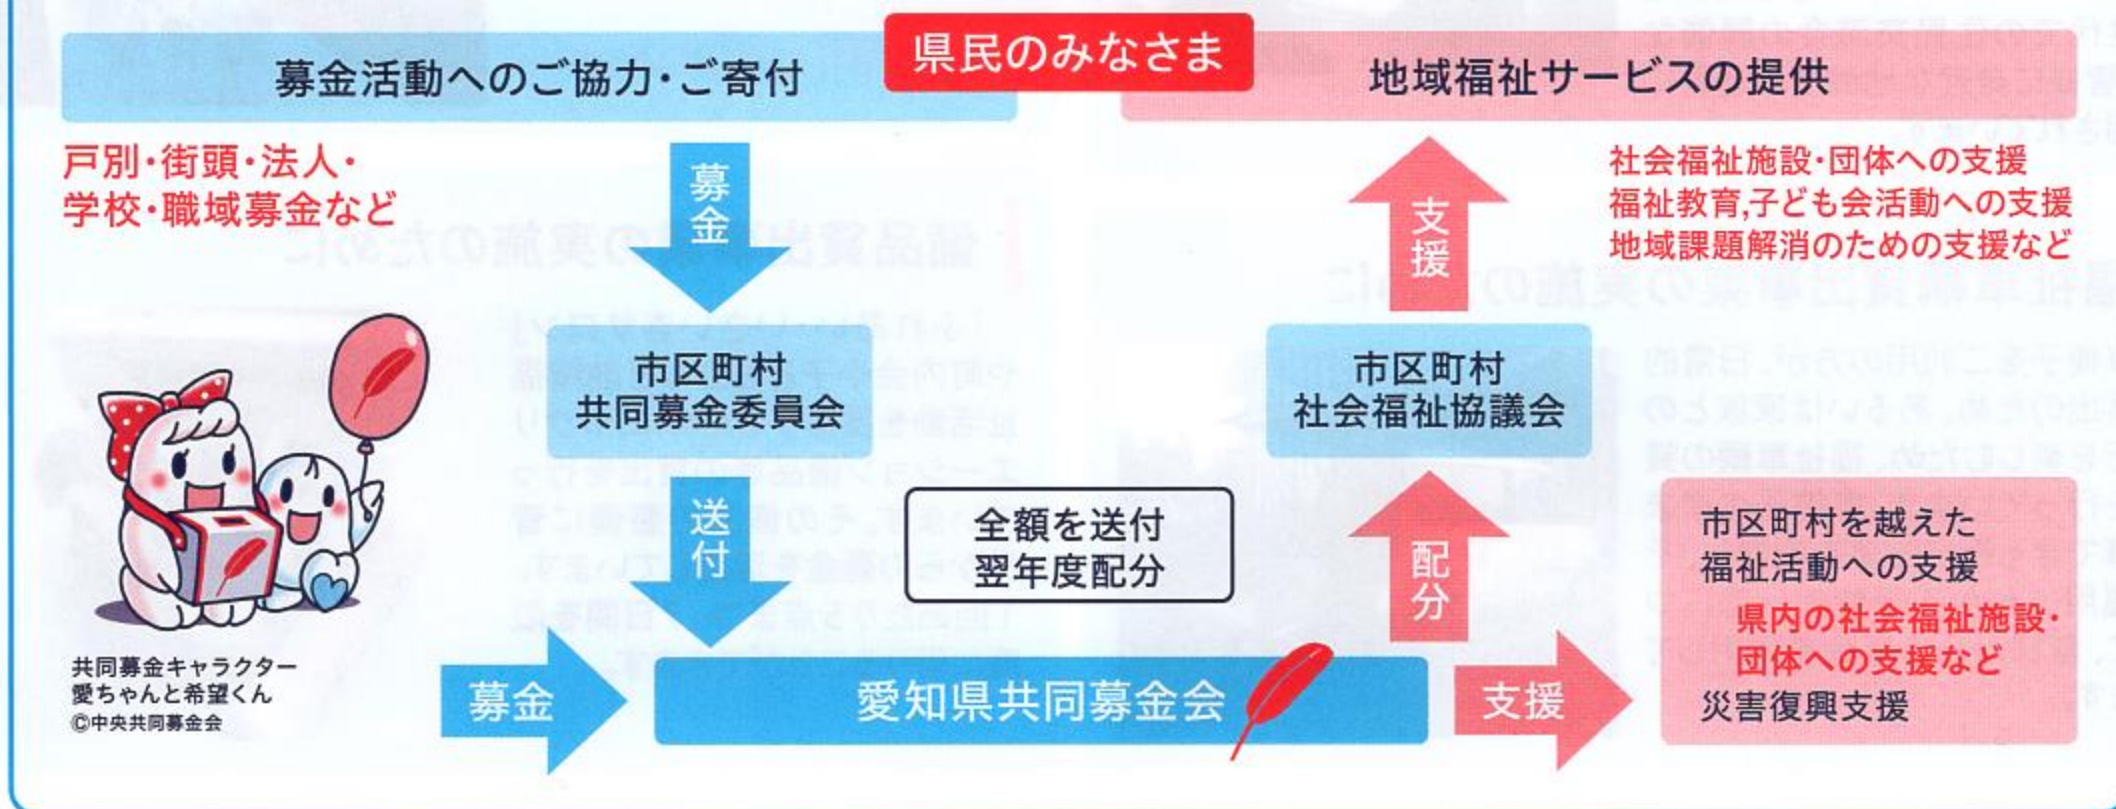 県民のみなさま
募金活動へのご協力・ご寄付
地域福祉サービスの提供
戸別・街頭・法人・
学校・職域募金など
募金
支援
社会福祉施設・団体への支援
福祉教育,子ども会活動への支援
地域課題解消のための支援など
市区町村
共同募金委員会
市区町村
社会福祉協議会
送付
全額を送付
翌年度配分
配分
市区町村を越えた
福祉活動への支援
県内の社会福祉施設・
団体への支援など
災害復興支援
共同募金キャラクター
愛ちゃんと希望くん
©中央共同募金会
募金
愛知県共同募金会
支援